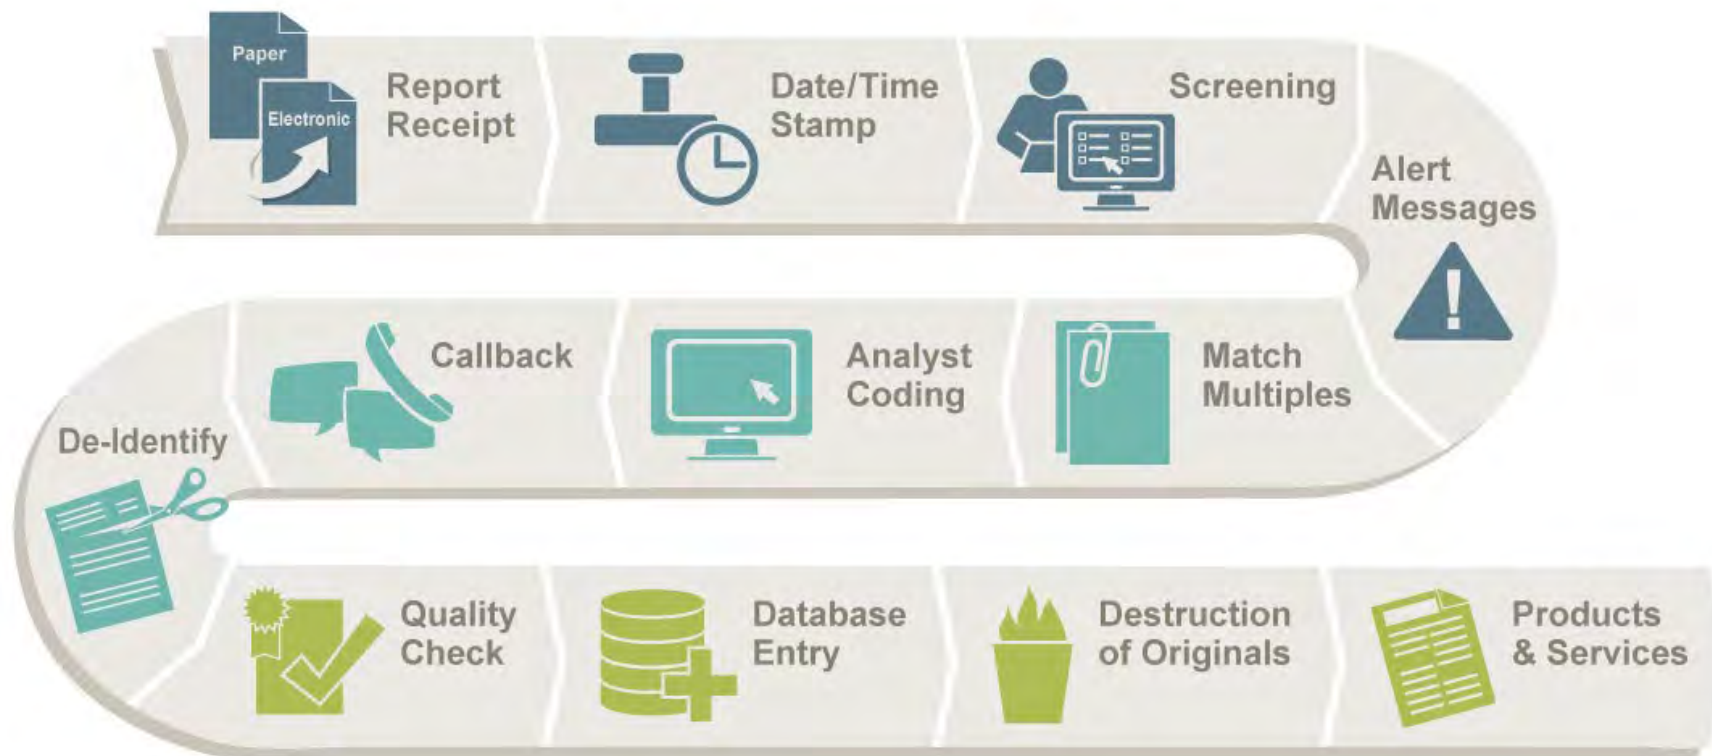 Paper
Electronic
Report
Receipt
Date/Time
Stamp
Screening
Alert
Messages
Match
Multiples
Analyst
Coding
Callback
De-Identify
Quality
Check
Database
Entry
Destruction
of Originals
Products
& Services